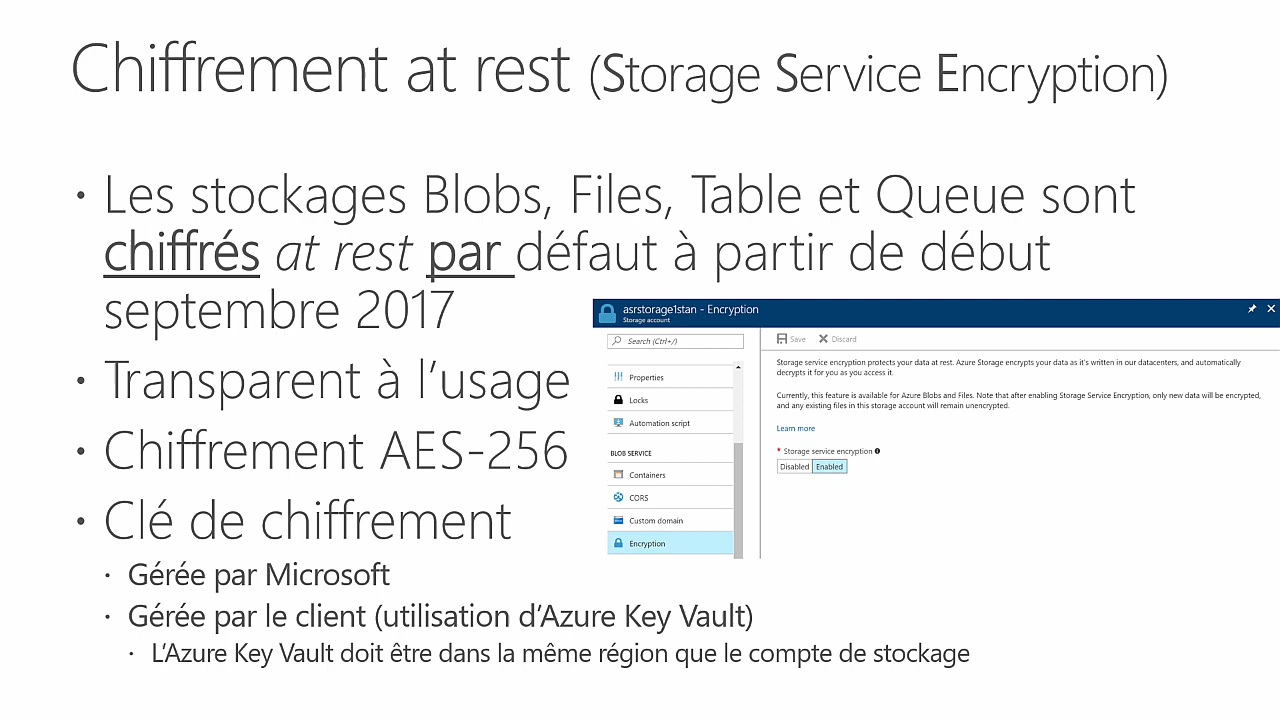 Chiffrement at rest (Storage Service Encryption)
• Les stockages Blobs, Files, Table et Queue sont
chiffrés at rest par défaut à partir de début
septembre 2017
• Transparent à l’usage
• Chiffrement AES-256
• Clé de chiffrement
• Gérée par Microsoft
• Gérée par le client (utilisation d’Azure Key Vault)
• L’Azure Key Vault doit être dans la même région que le compte de stockage
asrstorage1stan - Encryption
Storage account
Search (Ctrl+/)
Properties
Locks
Automation script
BLOB SERVICE
Containers
CORS
Custom domain
Encryption
Save Discard
Storage service encryption protects your data at rest. Azure Storage encrypts your data as it's written in our datacenters, and automatically
decrypts it for you as you access it.
Currently, this feature is available for Azure Blobs and Files. Note that after enabling Storage Service Encryption, only new data will be encrypted,
and any existing files in this storage account will remain unencrypted.
Learn more
* Storage service encryption
Disabled Enabled